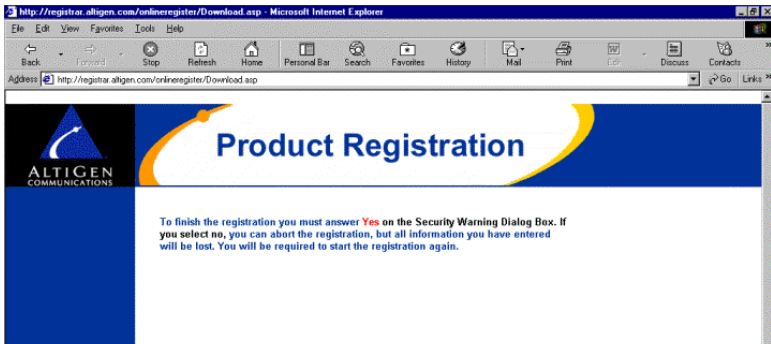 http://registrar.altigen.com/onlineregister/Download.asp - Microsoft Internet Explorer
File Edit View Favorites Tools Help
Back Forward Stop Refresh Home Personal Bar Search Favorites History Mail Print Edit Discuss Contacts
Address http://registrar.altigen.com/onlineregister/Download.asp Go Links
Product Registration
ALTIGEN
COMMUNICATIONS
To finish the registration you must answer Yes on the Security Warning Dialog Box. If
you select no, you can abort the registration, but all information you have entered
will be lost. You will be required to start the registration again.